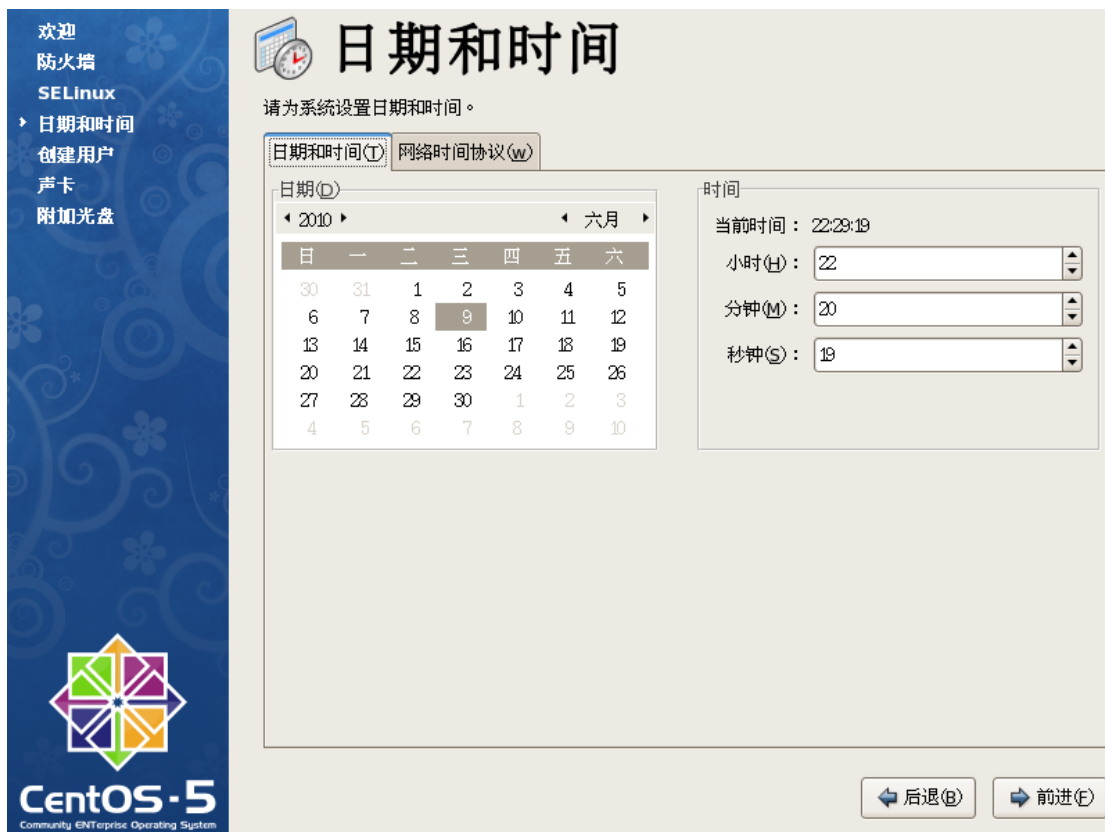 欢迎
防火墙
SELinux
日期和时间
创建用户
声卡
附加光盘
CentOS-5
Community ENTerprise Operating System
日期和时间
请为系统设置日期和时间。
日期和时间(T) 网络时间协议(W)
日期(D)
2010 六月
日 一 二 三 四 五 六
30 31 1 2 3 4 5
6 7 8 9 10 11 12
13 14 15 16 17 18 19
20 21 22 23 24 25 26
27 28 29 30 1 2 3
4 5 6 7 8 9 10
时间
当前时间： 22:29:19
小时(H)： 22
分钟(M)： 20
秒钟(S)： 19
后退(B) 前进(F)